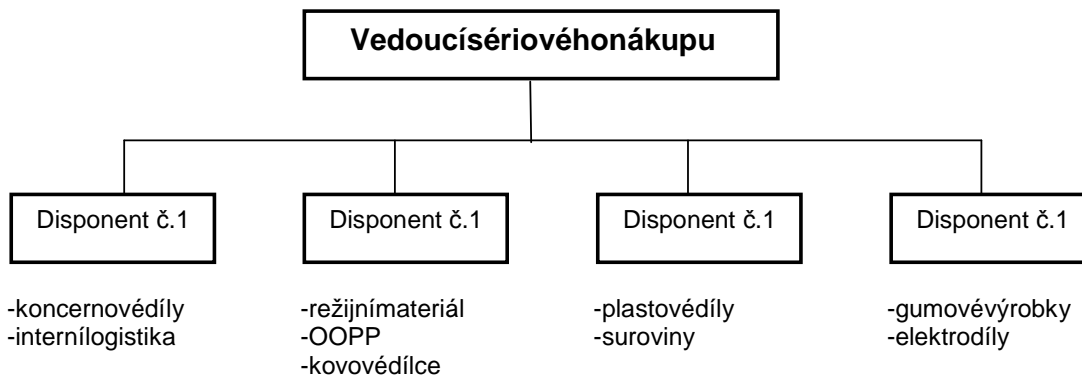 Vedoucísériovéhonákupu
Disponent č.1
Disponent č.1
Disponent č.1
Disponent č.1
-koncernovédíly
-internílogistika
-režijnímateriál
-OOPP
-kovovédílce
-plastovédíly
-suroviny
-gumovévýrobky
-elektrodíly